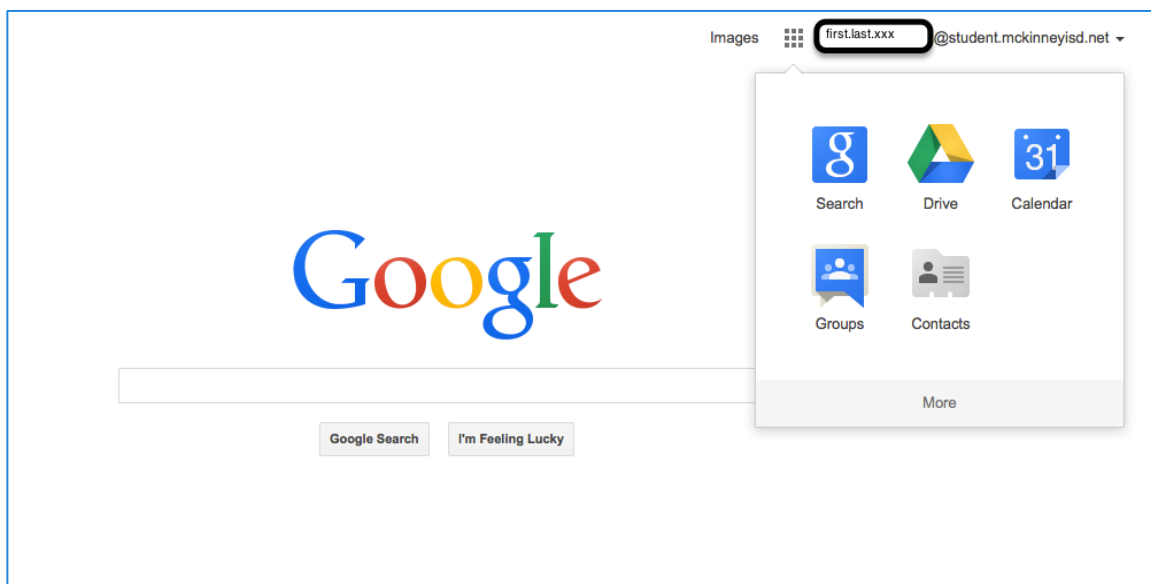 Images first.last.xxx @student.mckinneyisd.net
g 31
Search Drive Calendar
Groups Contacts
Google
More
Google Search I'm Feeling Lucky